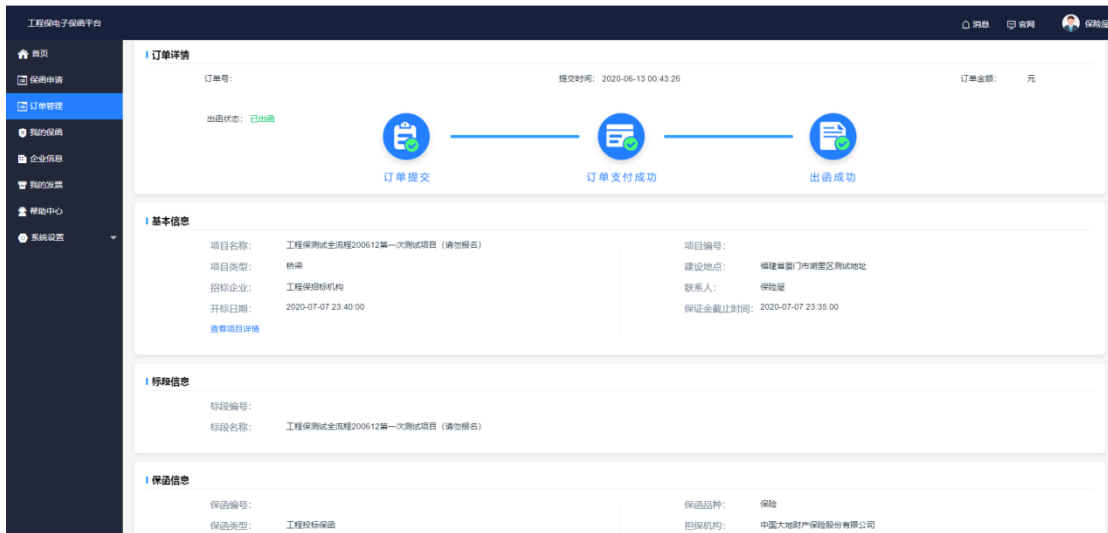 工程保电子保函平台
消息 官网 保险屋
首页
保函申请
订单管理
我的保函
企业信息
我的发票
帮助中心
系统设置
订单详情
订单号: 提交时间: 2020-06-13 00:43:26 订单金额: 元
出函状态: 已出函
订单提交 订单支付成功 出函成功
基本信息
项目名称: 工程保测试全流程200612第一次测试项目（请勿报名） 项目编号:
项目类型: 桥梁 建设地点: 福建省厦门市湖里区测试地址
招标企业: 工程保招标机构 联系人: 保险屋
开标日期: 2020-07-07 23:40:00 保证金截止时间: 2020-07-07 23:35:00
查看项目详情
标段信息
标段编号:
标段名称: 工程保测试全流程200612第一次测试项目（请勿报名）
保函信息
保函编号: 保函品种: 保险
保函类型: 工程投标保函 担保机构: 中国大地财产保险股份有限公司